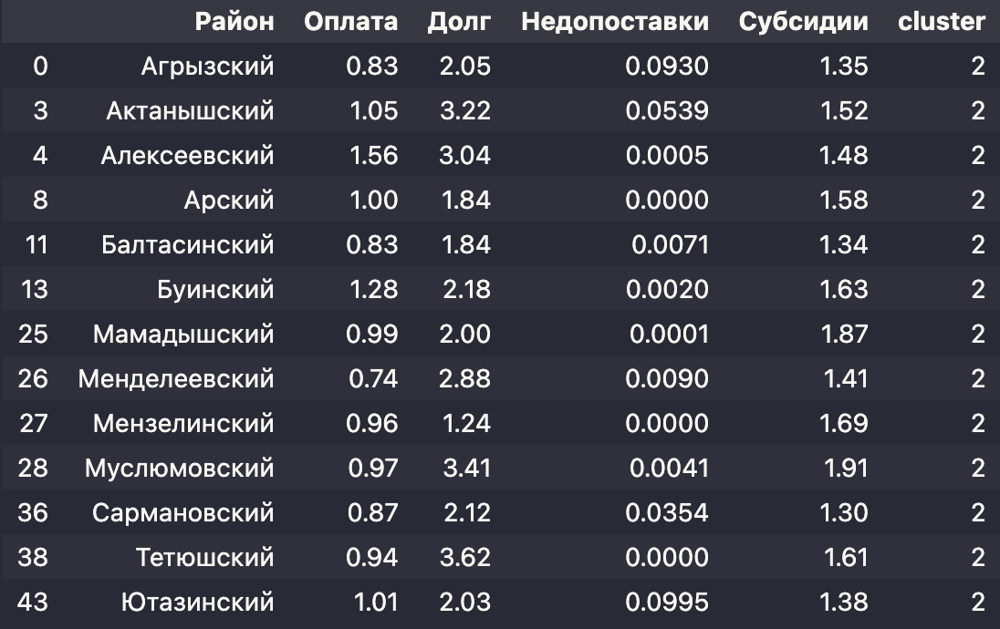 Район Оплата Долг Недопоставки Субсидии cluster
0 Агрызский 0.83 2.05 0.0930 1.35 2
3 Актанышский 1.05 3.22 0.0539 1.52 2
4 Алексеевский 1.56 3.04 0.0005 1.48 2
8 Арский 1.00 1.84 0.0000 1.58 2
11 Балтасинский 0.83 1.84 0.0071 1.34 2
13 Буинский 1.28 2.18 0.0020 1.63 2
25 Мамадышский 0.99 2.00 0.0001 1.87 2
26 Менделеевский 0.74 2.88 0.0090 1.41 2
27 Мензелинский 0.96 1.24 0.0000 1.69 2
28 Муслюмовский 0.97 3.41 0.0041 1.91 2
36 Сармановский 0.87 2.12 0.0354 1.30 2
38 Тетюшский 0.94 3.62 0.0000 1.61 2
43 Ютазинский 1.01 2.03 0.0995 1.38 2